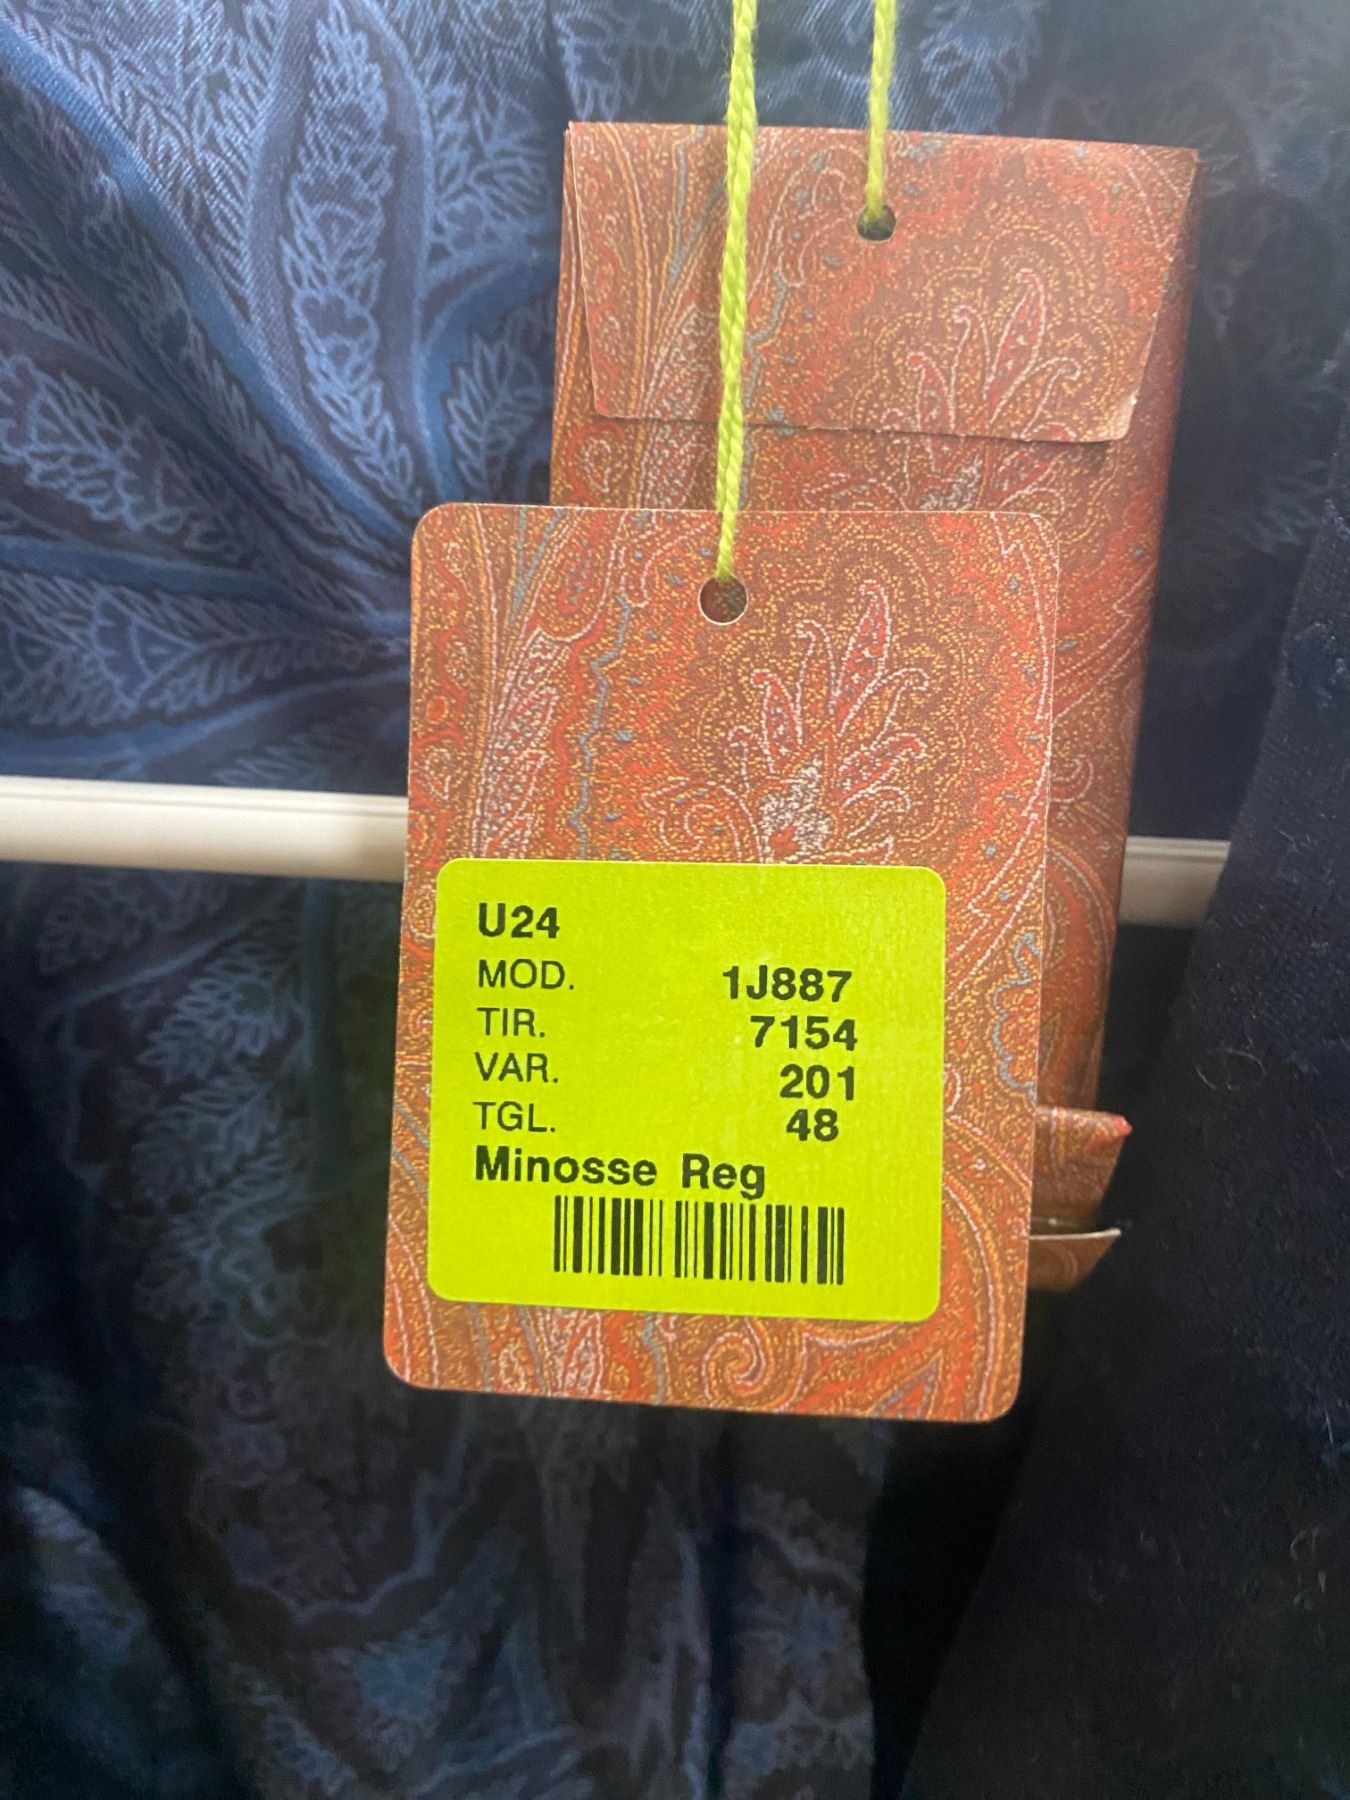 U24
MOD. 1J887
TIR. 7154
VAR. 201
TGL. 48
Minosse Reg